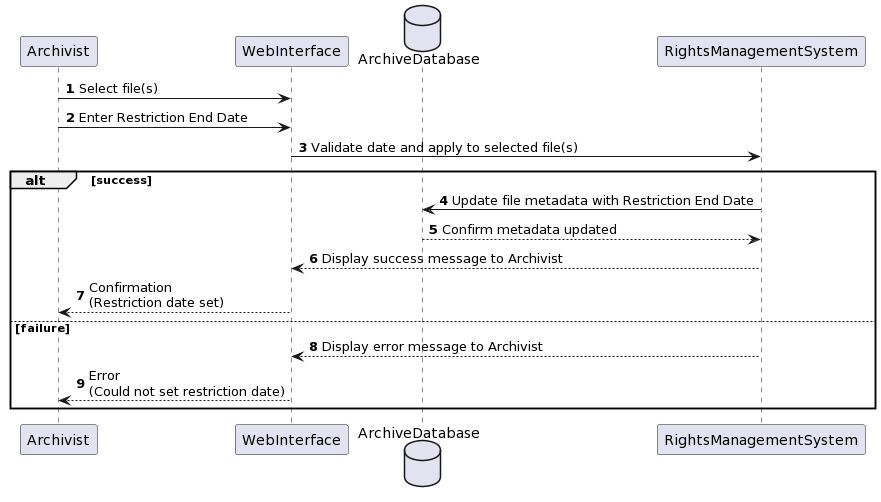 ArchiveDatabase
Archivist
WebInterface
RightsManagementSystem
1 Select file(s)
2 Enter Restriction End Date
3 Validate date and apply to selected file(s)
alt [success]
4 Update file metadata with Restriction End Date
5 Confirm metadata updated
6 Display success message to Archivist
7 Confirmation
(Restriction date set)
[failure]
8 Display error message to Archivist
9 Error
(Could not set restriction date)
Archivist
WebInterface
ArchiveDatabase
RightsManagementSystem